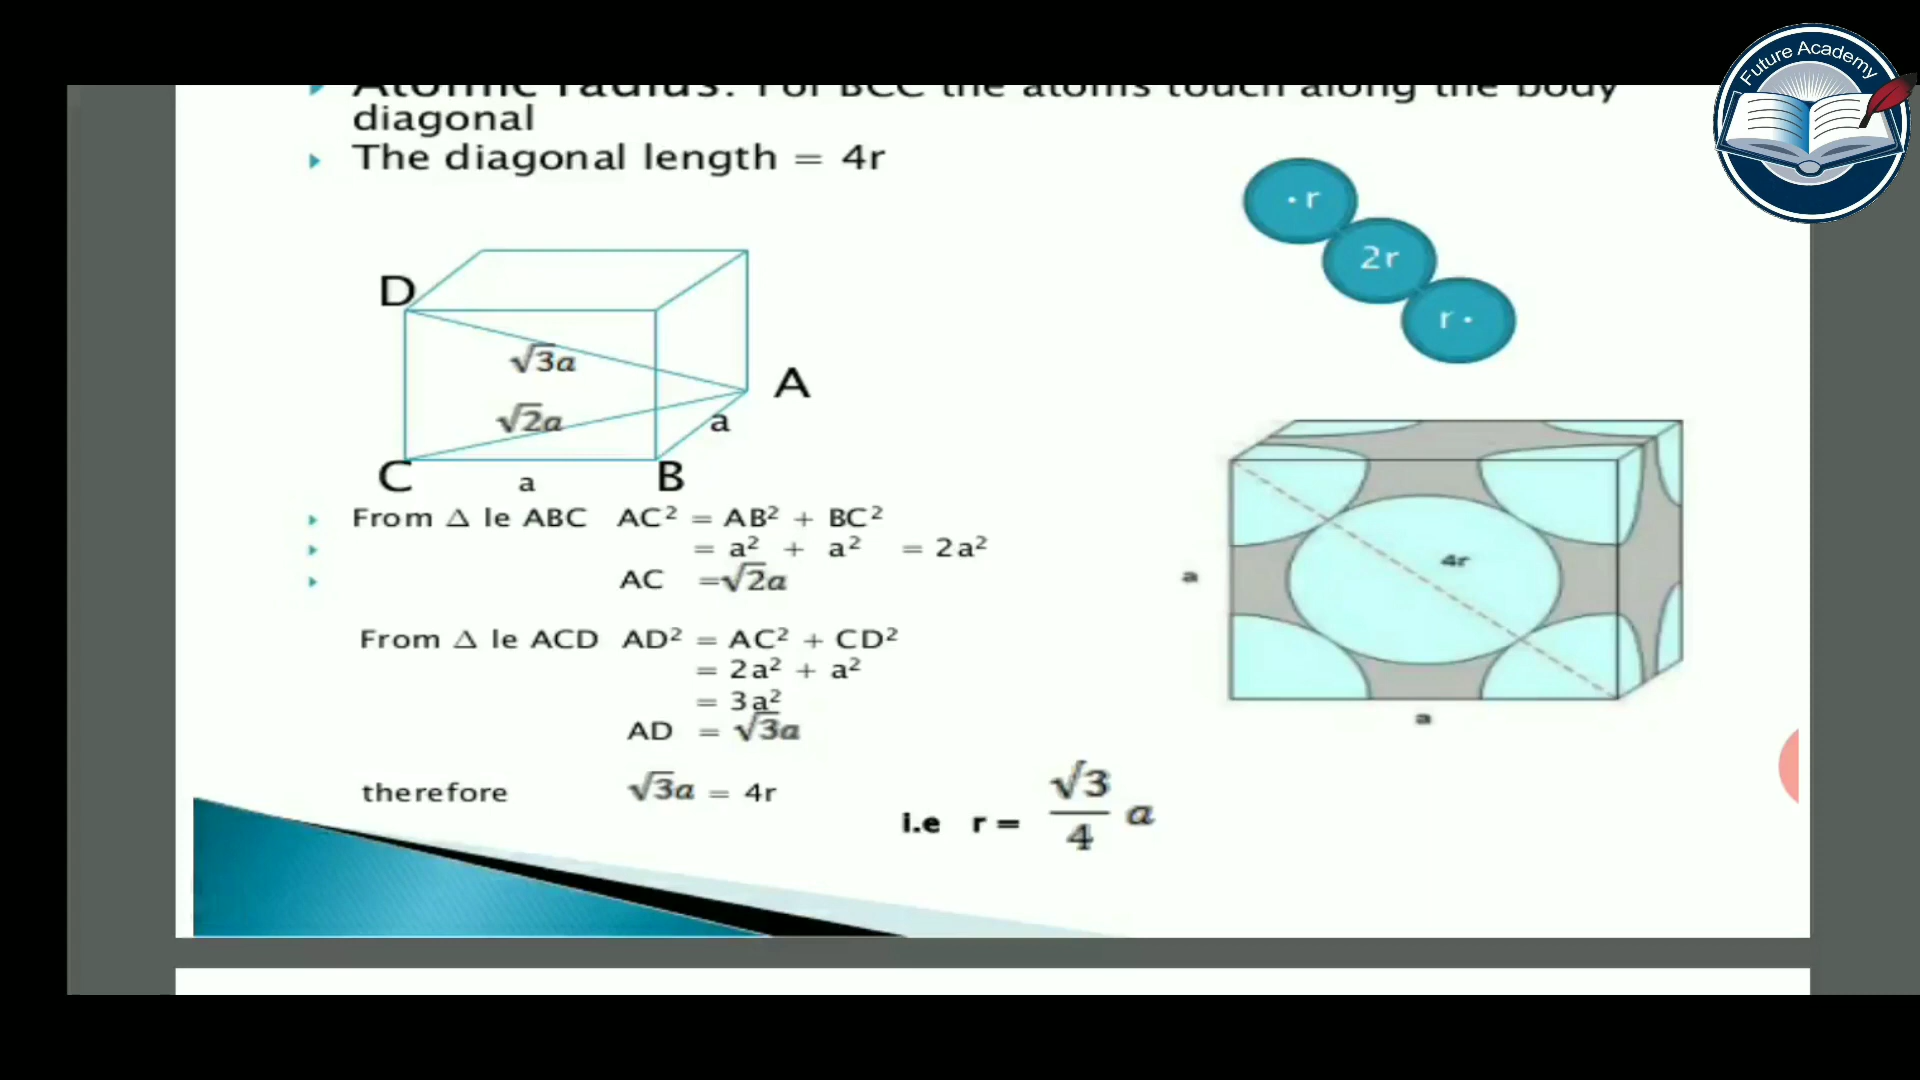 Future Academy
Atomic radius: For BCC the atoms touch along the body
diagonal
The diagonal length = 4r
· r
2r
r ·
D
√3a
A
√2a
a
C
a
B
4r
a
a
From Δ le ABC AC² = AB² + BC²
= a² + a² = 2a²
AC =√2a
From Δ le ACD AD² = AC² + CD²
= 2a² + a²
= 3a²
AD = √3a
therefore √3a = 4r
i.e r = √3/4 a